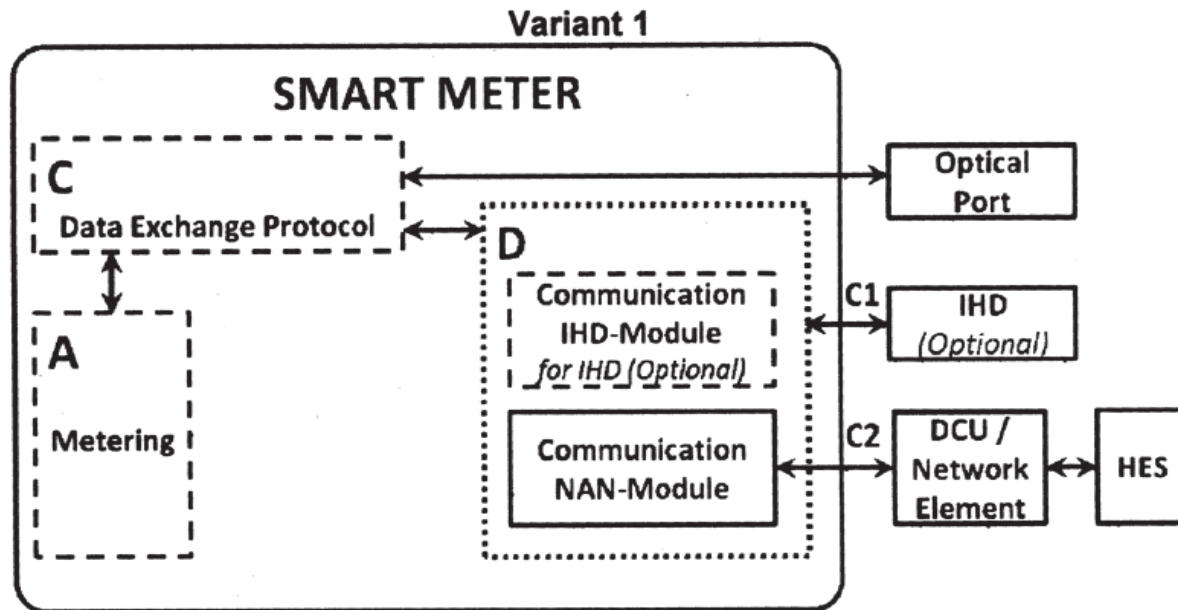 Variant 1
SMART METER
C
Data Exchange Protocol
Optical
Port
D
Communication
IHD-Module
for IHD (Optional)
C1
IHD
(Optional)
A
Metering
Communication
NAN-Module
C2
DCU /
Network
Element
HES